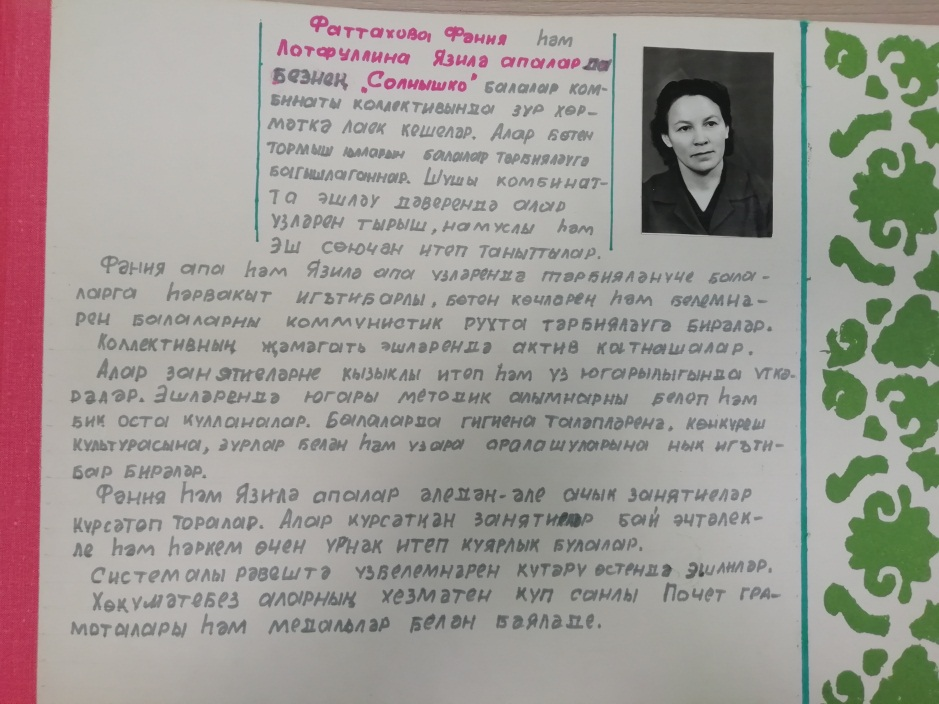 Фаттахова Фәния һәм
Лотфуллина Язилә апалар да
безнең „Солнышко" балалар ком-
бинаты коллективында зур хөр-
мәткә лаек кешеләр. Алар бөтен
тормыш юлларын балалар тәрбияләүгә
багышлаганнар. Шушы комбинат-
та эшләү дәверендә алар
үзләрен тырыш, намуслы һәм
эш сөючән итеп таныттылар.
Фәния апа һәм Язилә апа үзләрендә тәрбияләнүче бала-
ларга һәрвакыт игътибарлы, бөтен көчләрен һәм белемнә-
рен балаларны коммунистик рухта тәрбияләүгә бирәләр.
Коллективның җәмәгать эшләрендә актив катнашалар.
Алар занятиеләрне кызыклы итеп һәм үз югарылыгында үткә-
рәләр. Эшләрендә югары методик алымнарны белеп һәм
бик оста кулланалар. Балаларда гигиена таләпләренә, көнкүреш
культурасына, зурлар белән һәм үзара аралашуларына нык игъти-
бар бирәләр.
Фәния һәм Язилә апалар әледән-әле ачык занятиеләр
күрсәтәп торалар. Алар күрсәткән занятиеләр бай эчтәлек-
ле һәм һәркем өчен үрнәк итеп куярлык булалар.
Системалы рәвештә үзбелемнәрен күтәрү өстендә эшлиләр.
Хөкүмәтебез аларның хезмәтен күп санлы Почет гра-
моталары һәм медальләр белән бәяләде.